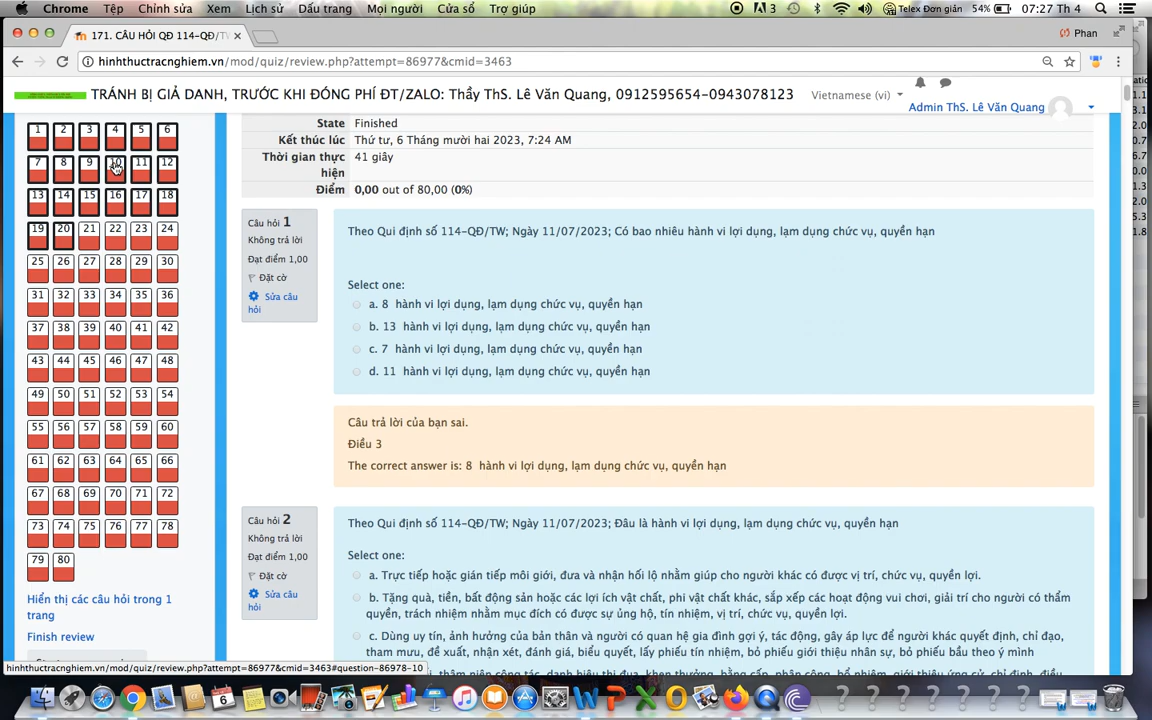 Chrome Tệp Chỉnh sửa Xem Lịch sử Dấu trang Mọi người Cửa sổ Trợ giúp 3 Telex Đơn giản 54% 07:27 Th 4
171. CÂU HỎI QĐ 114-QĐ/TW Phan
hinhthuctracnghiem.vn/mod/quiz/review.php?attempt=86977&cmid=3463
TRÁNH BỊ GIẢ DANH, TRƯỚC KHI ĐÓNG PHÍ ĐT/ZALO: Thầy ThS. Lê Văn Quang, 0912595654-0943078123 Vietnamese (vi)
Admin ThS. Lê Văn Quang
1 2 3 4 5 6
7 8 9 10 11 12
13 14 15 16 17 18
19 20 21 22 23 24
25 26 27 28 29 30
31 32 33 34 35 36
37 38 39 40 41 42
43 44 45 46 47 48
49 50 51 52 53 54
55 56 57 58 59 60
61 62 63 64 65 66
67 68 69 70 71 72
73 74 75 76 77 78
79 80
Hiển thị các câu hỏi trong 1
trang
Finish review
State Finished
Kết thúc lúc Thứ tư, 6 Tháng mười hai 2023, 7:24 AM
Thời gian thực 41 giây
hiện
Điểm 0,00 out of 80,00 (0%)
Câu hỏi 1
Không trả lời
Đạt điểm 1,00
Đặt cờ
Sửa câu
hỏi
Theo Qui định số 114-QĐ/TW; Ngày 11/07/2023; Có bao nhiêu hành vi lợi dụng, lạm dụng chức vụ, quyền hạn
Select one:
a. 8 hành vi lợi dụng, lạm dụng chức vụ, quyền hạn
b. 13 hành vi lợi dụng, lạm dụng chức vụ, quyền hạn
c. 7 hành vi lợi dụng, lạm dụng chức vụ, quyền hạn
d. 11 hành vi lợi dụng, lạm dụng chức vụ, quyền hạn
Câu trả lời của bạn sai.
Điều 3
The correct answer is: 8 hành vi lợi dụng, lạm dụng chức vụ, quyền hạn
Câu hỏi 2
Không trả lời
Đạt điểm 1,00
Đặt cờ
Sửa câu
hỏi
Theo Qui định số 114-QĐ/TW; Ngày 11/07/2023; Đâu là hành vi lợi dụng, lạm dụng chức vụ, quyền hạn
Select one:
a. Trực tiếp hoặc gián tiếp môi giới, đưa và nhận hối lộ nhằm giúp cho người khác có được vị trí, chức vụ, quyền lợi.
b. Tặng quà, tiền, bất động sản hoặc các lợi ích vật chất, phi vật chất khác, sắp xếp các hoạt động vui chơi, giải trí cho người có thẩm
quyền, trách nhiệm nhằm mục đích có được sự ủng hộ, tín nhiệm, vị trí, chức vụ, quyền lợi.
c. Dùng uy tín, ảnh hưởng của bản thân và người có quan hệ gia đình gợi ý, tác động, gây áp lực để người khác quyết định, chỉ đạo,
tham mưu, đề xuất, nhận xét, đánh giá, biểu quyết, lấy phiếu tín nhiệm, bỏ phiếu giới thiệu nhân sự, bỏ phiếu bầu theo ý mình
hinhthuctracnghiem.vn/mod/quiz/review.php?attempt=86977&cmid=3463#question-86978-10